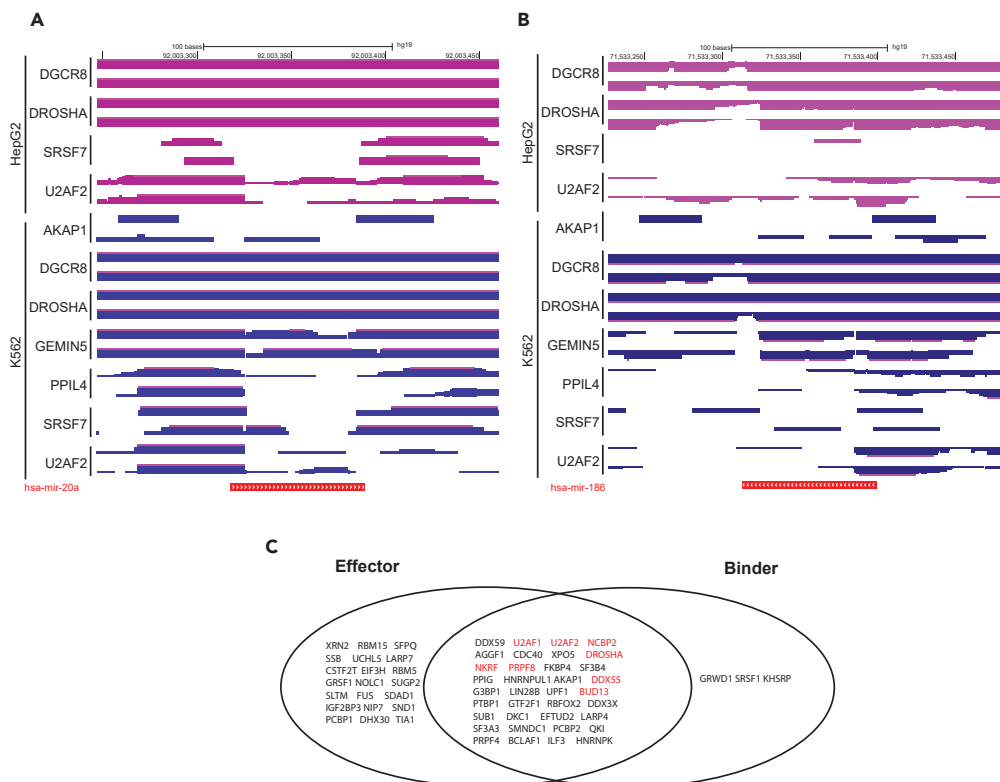 A
100 bases
hg19
92,003,300
92,003,350
92,003,400
92,003,450
HepG2
DGCR8
DROSHA
SRSF7
U2AF2
K562
AKAP1
DGCR8
DROSHA
GEMIN5
PPIL4
SRSF7
U2AF2
hsa-mir-20a
B
100 bases
hg19
71,533,250
71,533,300
71,533,350
71,533,400
71,533,450
HepG2
DGCR8
DROSHA
SRSF7
U2AF2
K562
AKAP1
DGCR8
DROSHA
GEMIN5
PPIL4
SRSF7
U2AF2
hsa-mir-186
C
Effector
Binder
XRN2 RBM15 SFPQ
SSB UCHL5 LARP7
CSTF2T EIF3H RBM5
GRSF1 NOLC1 SUGP2
SLTM FUS SDAD1
IGF2BP3 NIP7 SND1
PCBP1 DHX30 TIA1
DDX59 U2AF1 U2AF2 NCBP2
AGGF1 CDC40 XPO5 DROSHA
NKRF PRPF8 FKBP4 SF3B4
PPIG HNRNPUL1 AKAP1 DDX55
G3BP1 LIN28B UPF1 BUD13
PTBP1 GTF2F1 RBFOX2 DDX3X
SUB1 DKC1 EFTUD2 LARP4
SF3A3 SMNDC1 PCBP2 QKI
PRPF4 BCLAF1 ILF3 HNRNPK
GRWD1 SRSF1 KHSRP